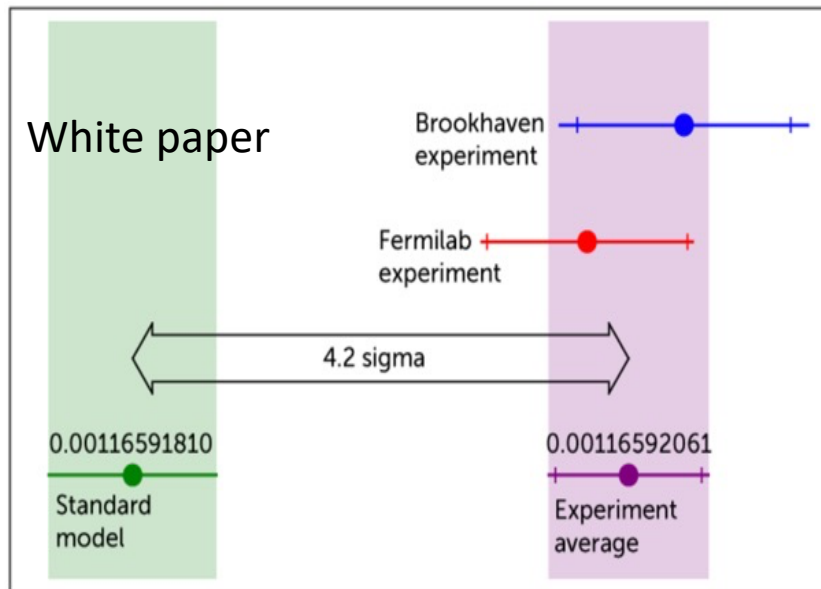 White paper
Brookhaven
experiment
Fermilab
experiment
4.2 sigma
0.00116591810
0.00116592061
Standard
model
Experiment
average